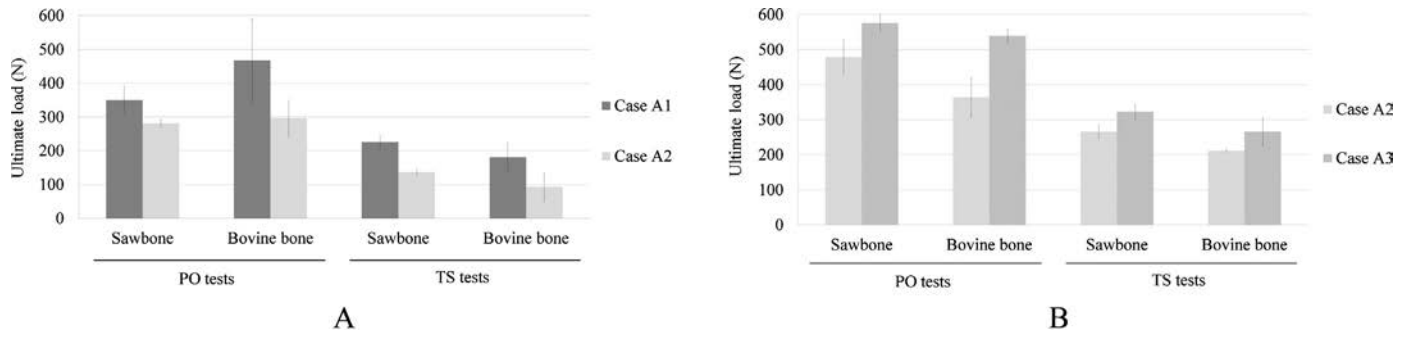 Ultimate load (N)
600
500
400
300
200
100
0
Sawbone
Bovine bone
Sawbone
Bovine bone
PO tests
TS tests
Case A1
Case A2
A
Ultimate load (N)
600
500
400
300
200
100
0
Sawbone
Bovine bone
Sawbone
Bovine bone
PO tests
TS tests
Case A2
Case A3
B